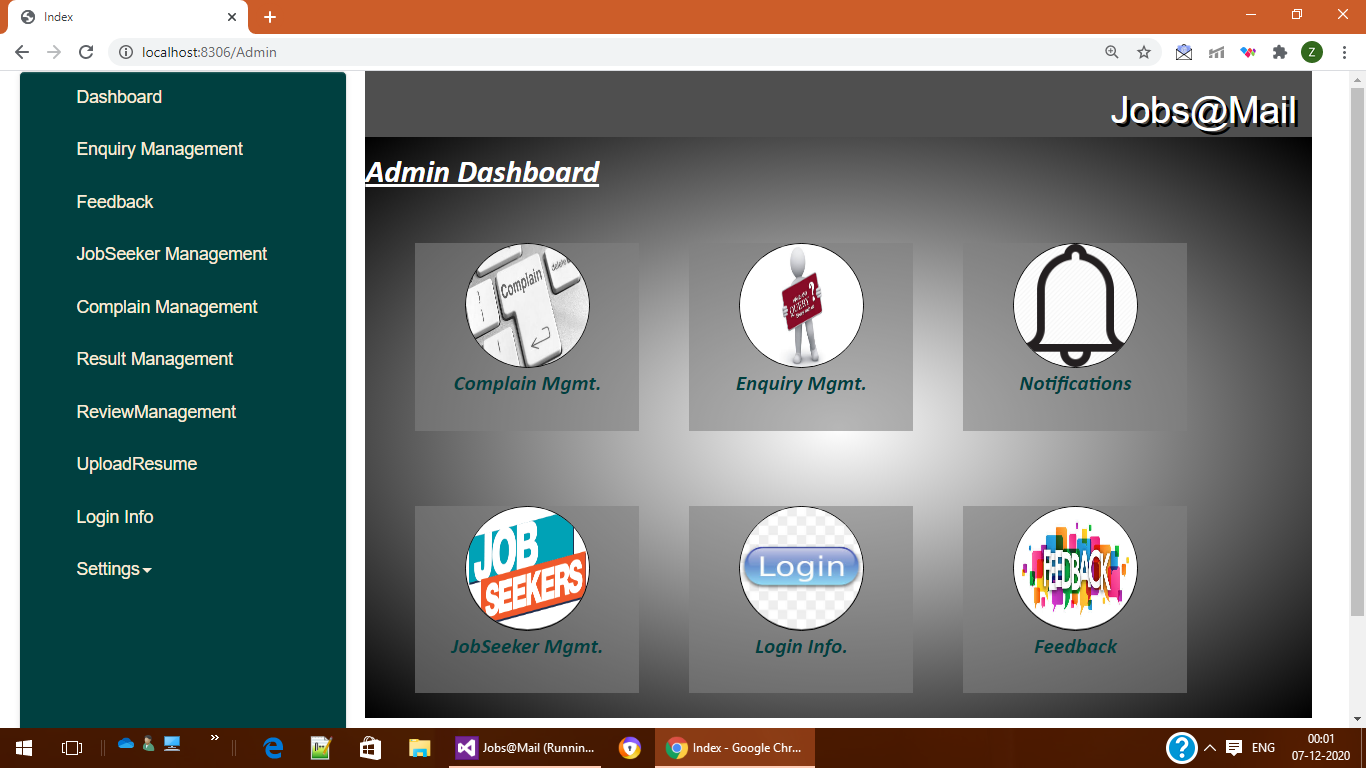 Index
localhost:8306/Admin
Z
Dashboard
Enquiry Management
Feedback
JobSeeker Management
Complain Management
Result Management
ReviewManagement
UploadResume
Login Info
Settings
Jobs@Mail
Admin Dashboard
Complain
Complain Mgmt.
QUERY ?
Enquiry Mgmt.
Notifications
JOB
SEEKERS
JobSeeker Mgmt.
Login
Login Info.
FEEDBACK
Feedback
Jobs@Mail (Runnin...
Index - Google Chr...
?
ENG
00:01
07-12-2020